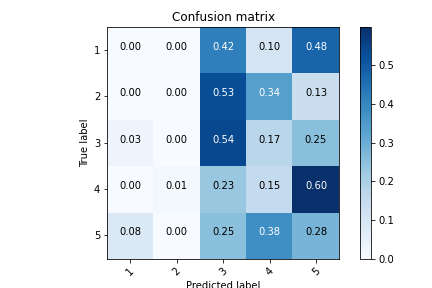 Confusion matrix
1 0.00 0.00 0.42 0.10 0.48
2 0.00 0.00 0.53 0.34 0.13
3 0.03 0.00 0.54 0.17 0.25
4 0.00 0.01 0.23 0.15 0.60
5 0.08 0.00 0.25 0.38 0.28
1 2 3 4 5
True label
Predicted label
0.5
0.4
0.3
0.2
0.1
0.0